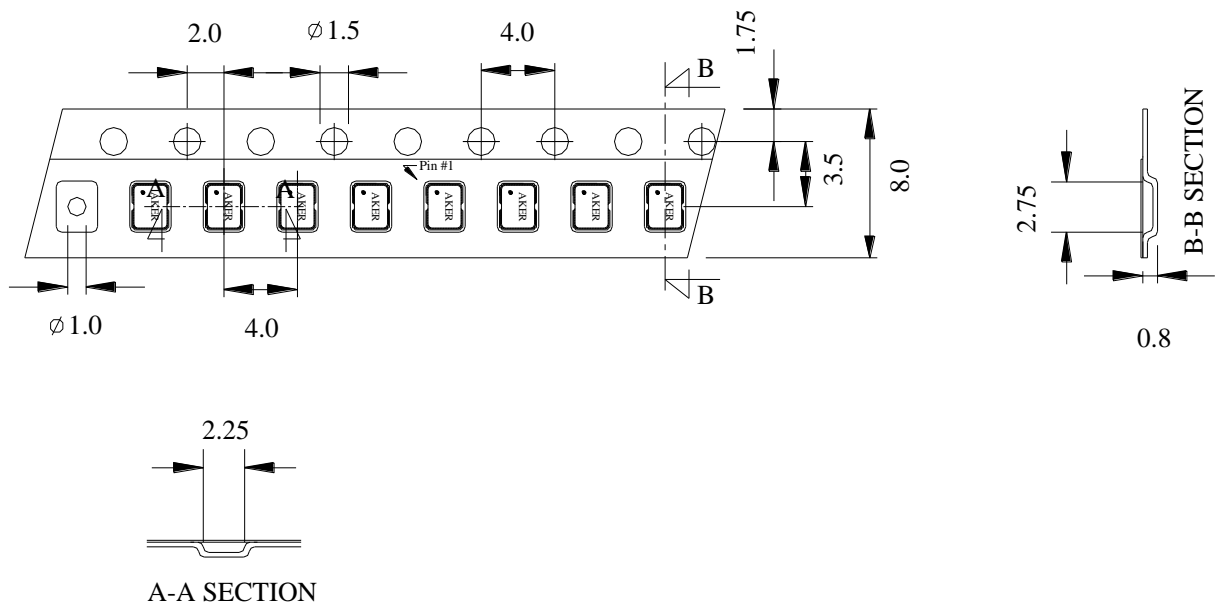 2.0
⌀1.5
4.0
1.75
B
Pin #1
A
A
AKER
AKER
AKER
AKER
AKER
AKER
AKER
AKER
3.5
8.0
2.75
B-B SECTION
⌀1.0
4.0
B
0.8
2.25
A-A SECTION